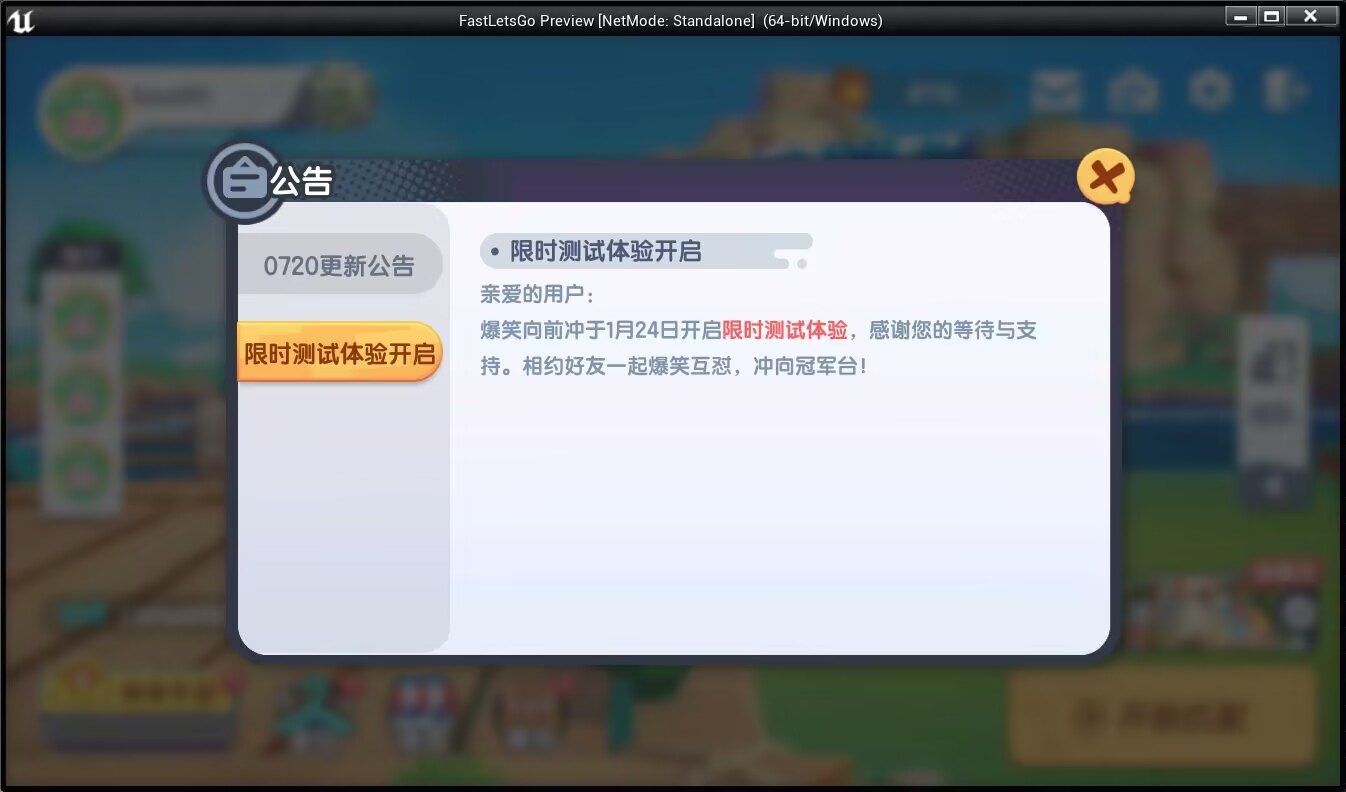 FastLetsGo Preview [NetMode: Standalone] (64-bit/Windows)
公告
0720更新公告
限时测试体验开启
• 限时测试体验开启
亲爱的用户：
爆笑向前冲于1月24日开启限时测试体验，感谢您的等待与支
持。相约好友一起爆笑互怼，冲向冠军台！